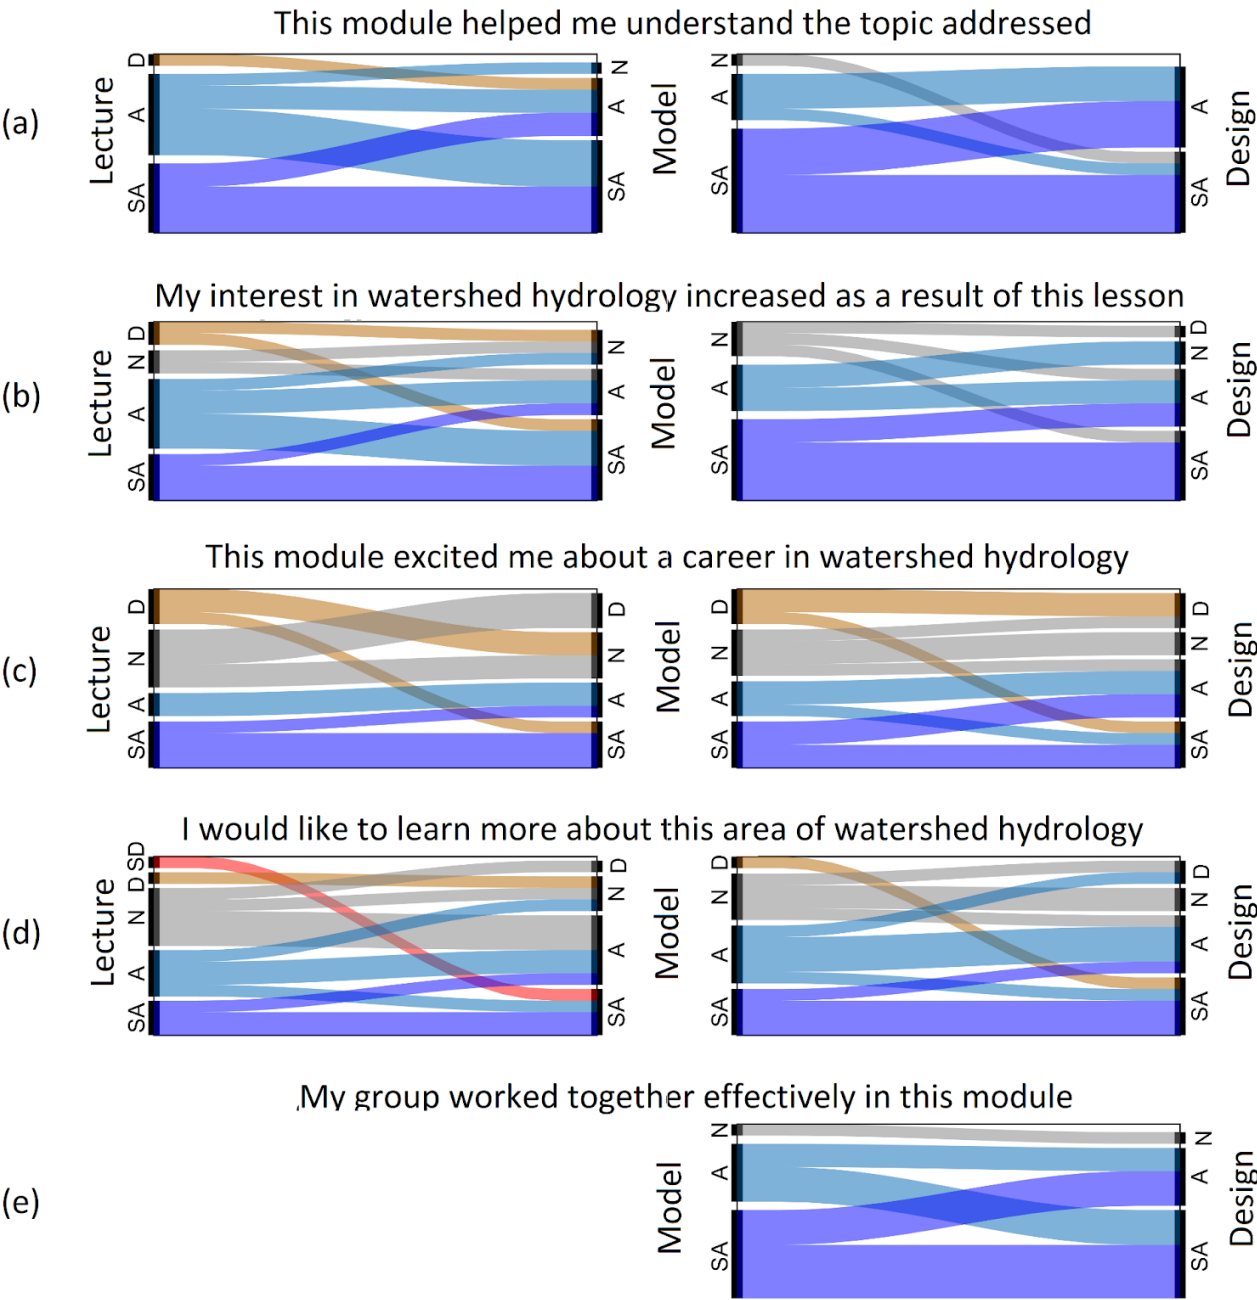 This module helped me understand the topic addressed
(a)
Lecture
D
A
SA
N
A
SA
Model
N
A
SA
A
SA
Design
My interest in watershed hydrology increased as a result of this lesson
(b)
Lecture
D
N
A
SA
N
A
SA
Model
N
A
SA
D
N
A
SA
Design
This module excited me about a career in watershed hydrology
(c)
Lecture
D
N
A
SA
D
N
A
SA
Model
D
N
A
SA
D
N
A
SA
Design
I would like to learn more about this area of watershed hydrology
(d)
Lecture
SD
D
N
A
SA
D
N
A
SA
Model
D
N
A
SA
D
N
A
SA
Design
My group worked together effectively in this module
(e)
Model
N
A
SA
N
A
SA
Design